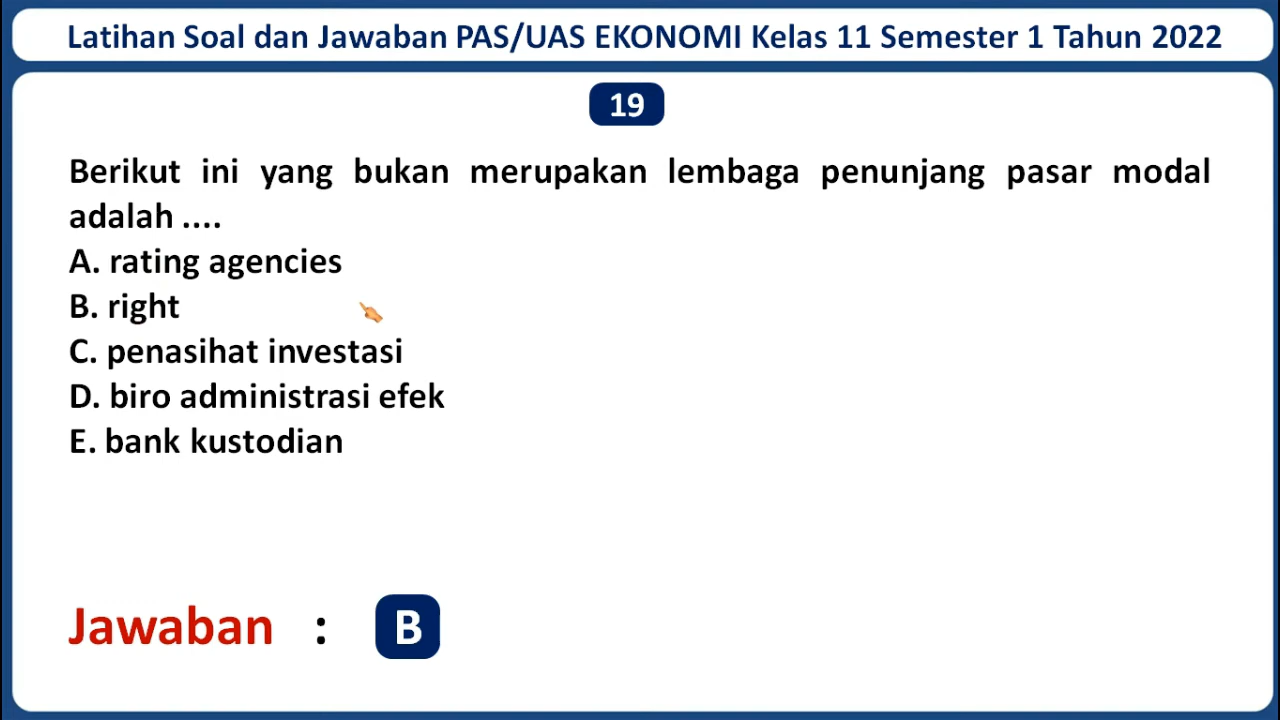 Latihan Soal dan Jawaban PAS/UAS EKONOMI Kelas 11 Semester 1 Tahun 2022
19
Berikut ini yang bukan merupakan lembaga penunjang pasar modal
adalah ....
A. rating agencies
B. right
C. penasihat investasi
D. biro administrasi efek
E. bank kustodian
Jawaban : B